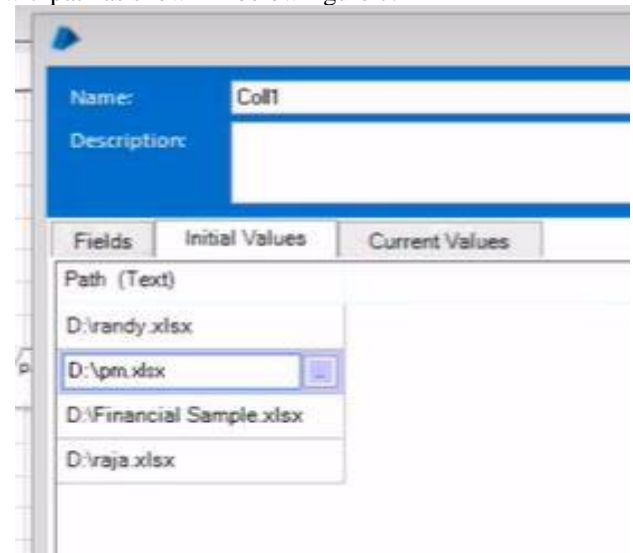 Name: Coll1
Description:
Fields Initial Values Current Values
Path (Text)
D:\randy.xlsx
D:\pm.xlsx ...
D:\Financial Sample.xlsx
D:\raja.xlsx